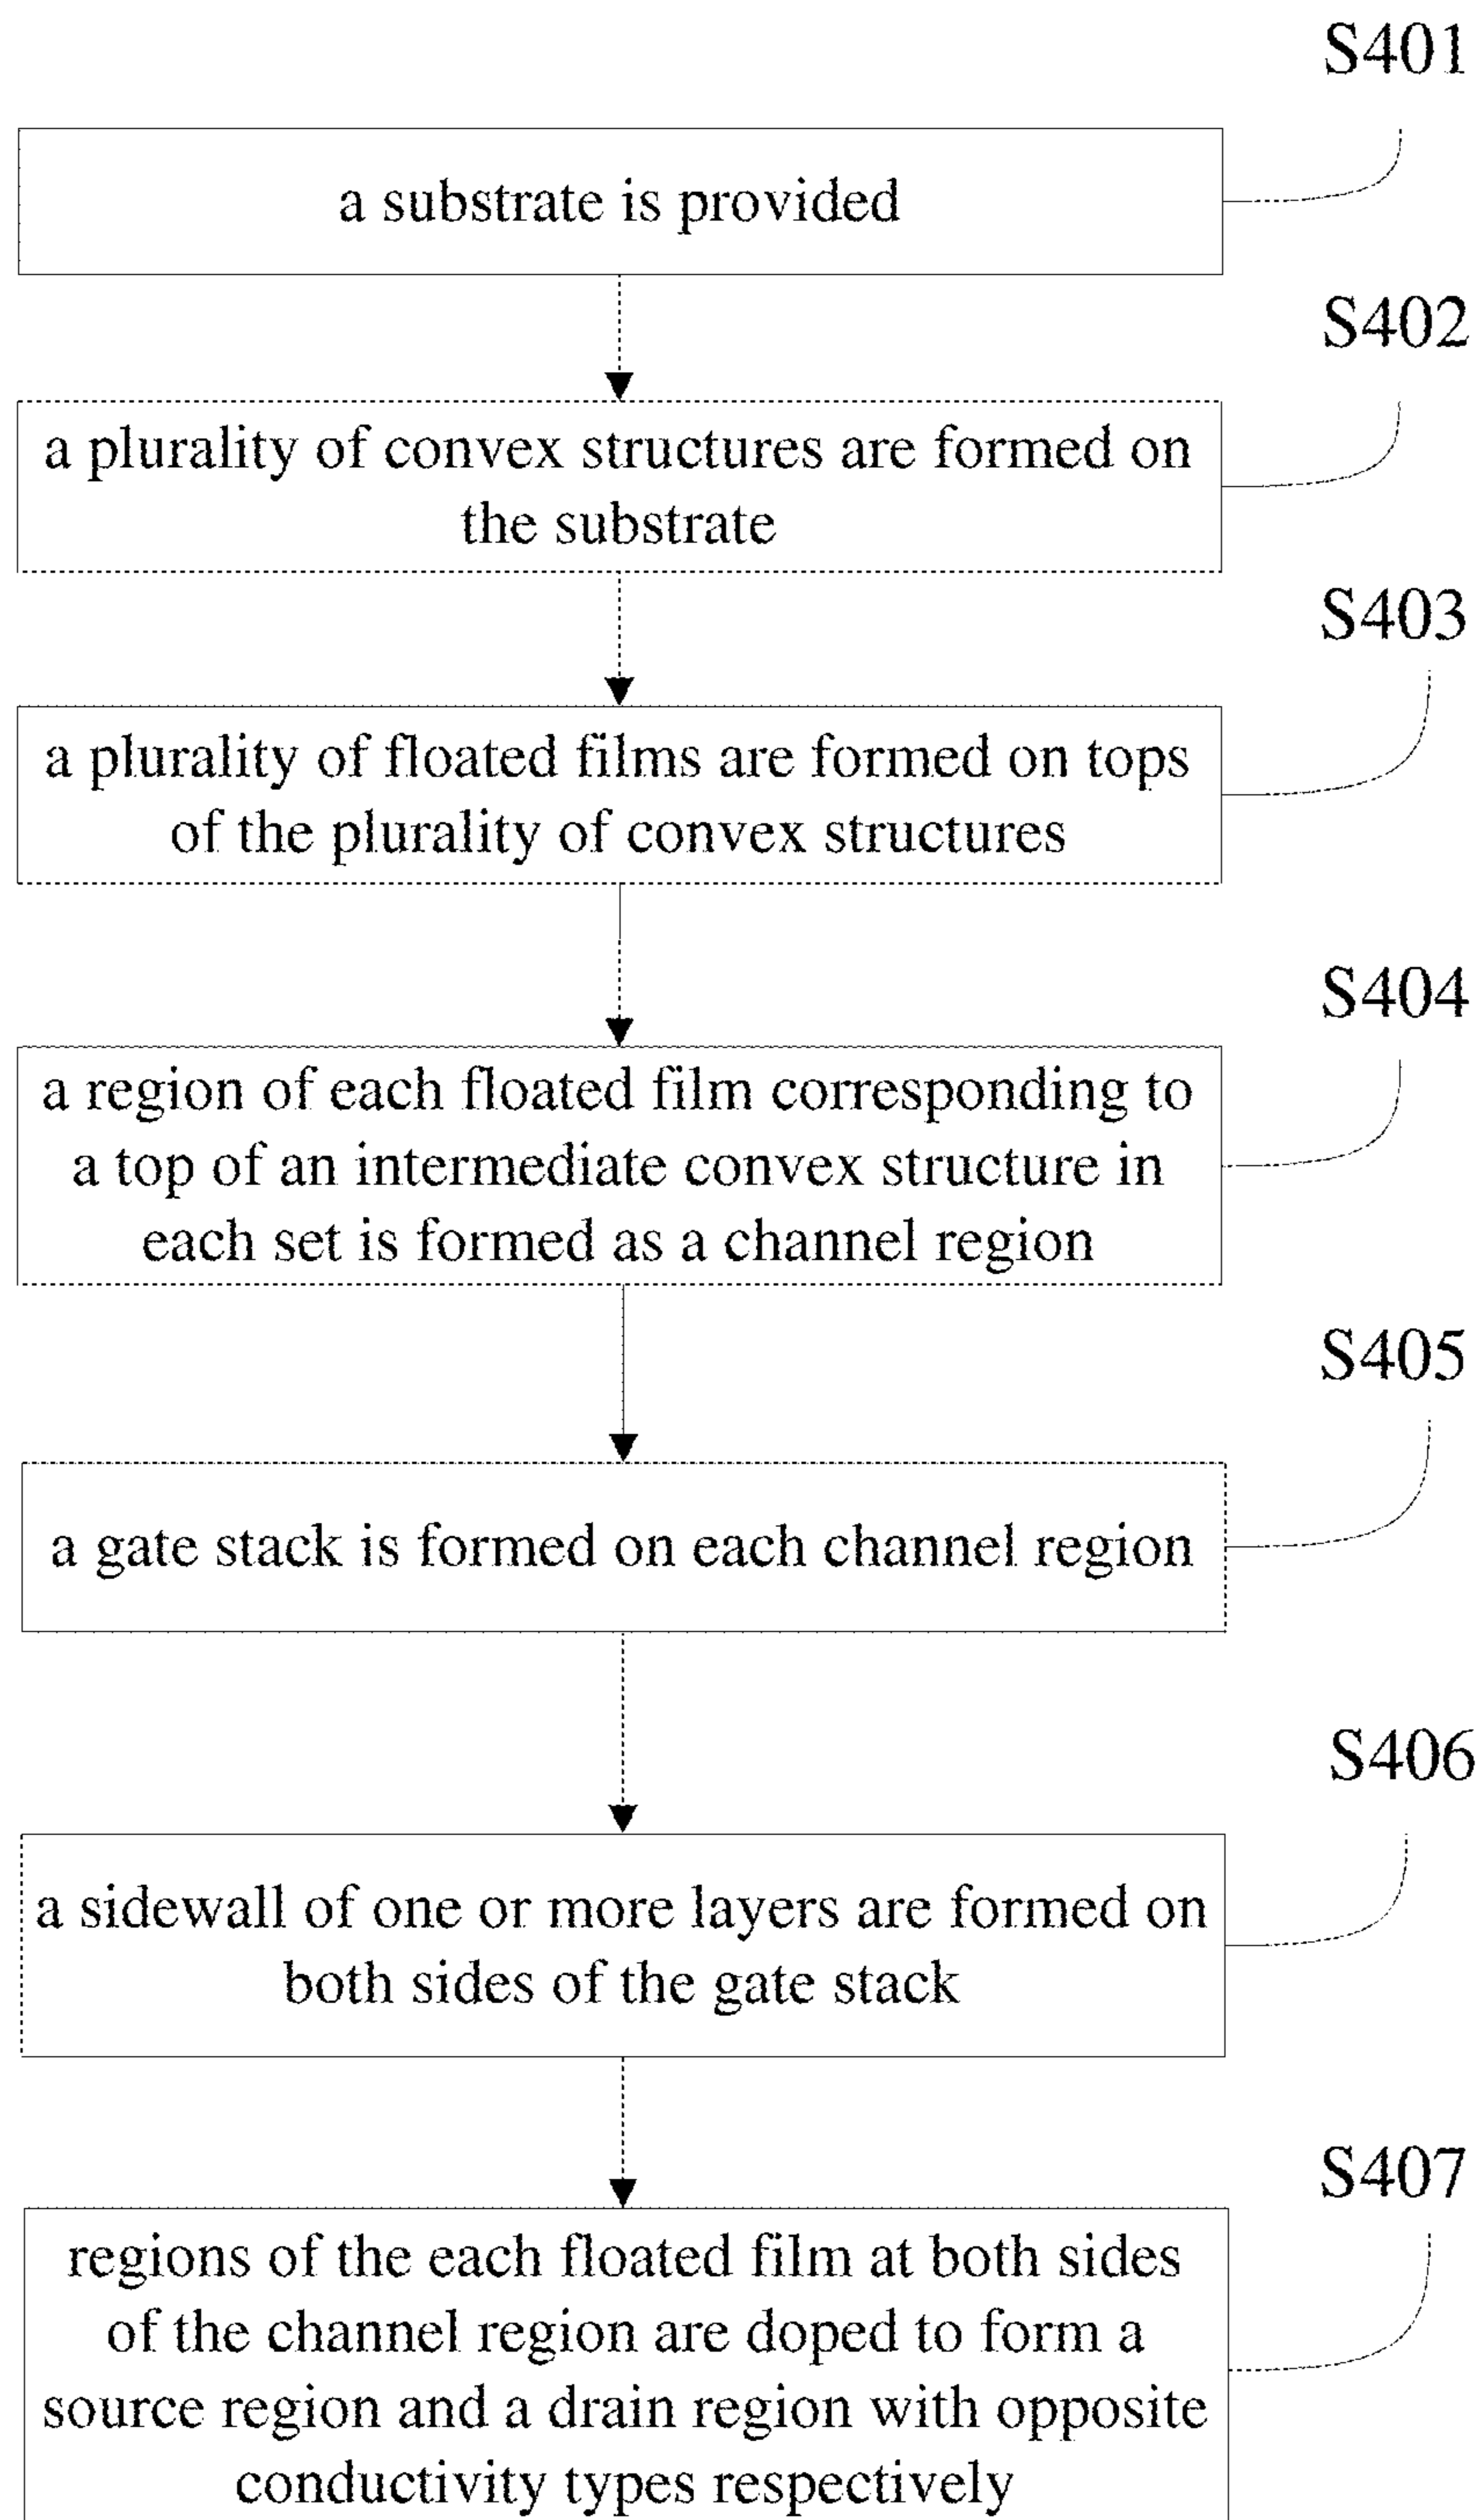 S401
a substrate is provided
S402
a plurality of convex structures are formed on
the substrate
S403
a plurality of floated films are formed on tops
of the plurality of convex structures
S404
a region of each floated film corresponding to
a top of an intermediate convex structure in
each set is formed as a channel region
S405
a gate stack is formed on each channel region
S406
a sidewall of one or more layers are formed on
both sides of the gate stack
S407
regions of the each floated film at both sides
of the channel region are doped to form a
source region and a drain region with opposite
conductivity types respectively